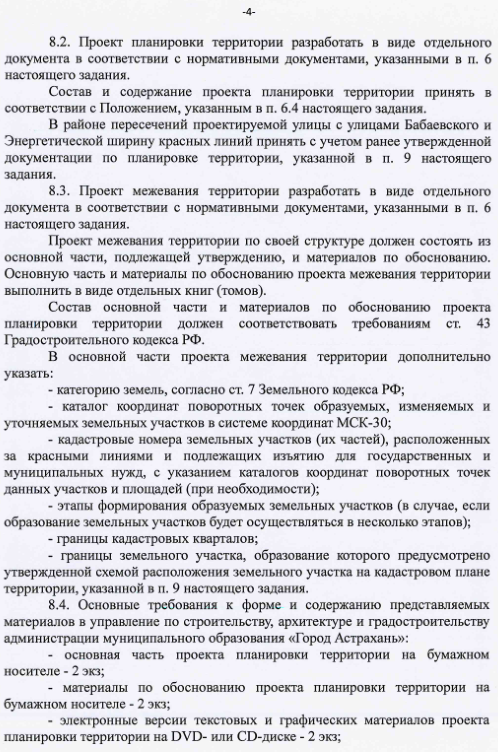 -4-
8.2. Проект планировки территории разработать в виде отдельного
документа в соответствии с нормативными документами, указанными в п. 6
настоящего задания.
Состав и содержание проекта планировки территории принять в
соответствии с Положением, указанным в п. 6.4 настоящего задания.
В районе пересечений проектируемой улицы с улицами Бабаевского и
Энергетической ширину красных линий принять с учетом ранее утвержденной
документации по планировке территории, указанной в п. 9 настоящего
задания.
8.3. Проект межевания территории разработать в виде отдельного
документа в соответствии с нормативными документами, указанными в п. 6
настоящего задания.
Проект межевания территории по своей структуре должен состоять из
основной части, подлежащей утверждению, и материалов по обоснованию.
Основную часть и материалы по обоснованию проекта межевания территории
выполнить в виде отдельных книг (томов).
Состав основной части и материалов по обоснованию проекта
планировки территории должен соответствовать требованиям ст. 43
Градостроительного кодекса РФ.
В основной части проекта межевания территории дополнительно
указать:
- категорию земель, согласно ст. 7 Земельного кодекса РФ;
- каталог координат поворотных точек образуемых, изменяемых и
уточняемых земельных участков в системе координат МСК-30;
- кадастровые номера земельных участков (их частей), расположенных
за красными линиями и подлежащих изъятию для государственных и
муниципальных нужд, с указанием каталогов координат поворотных точек
данных участков и площадей (при необходимости);
- этапы формирования образуемых земельных участков (в случае, если
образование земельных участков будет осуществляться в несколько этапов);
- границы кадастровых кварталов;
- границы земельного участка, образование которого предусмотрено
утвержденной схемой расположения земельного участка на кадастровом плане
территории, указанной в п. 9 настоящего задания.
8.4. Основные требования к форме и содержанию представляемых
материалов в управление по строительству, архитектуре и градостроительству
администрации муниципального образования «Город Астрахань»:
- основная часть проекта планировки территории на бумажном
носителе - 2 экз;
- материалы по обоснованию проекта планировки территории на
бумажном носителе - 2 экз;
- электронные версии текстовых и графических материалов проекта
планировки территории на DVD- или CD-диске - 2 экз;